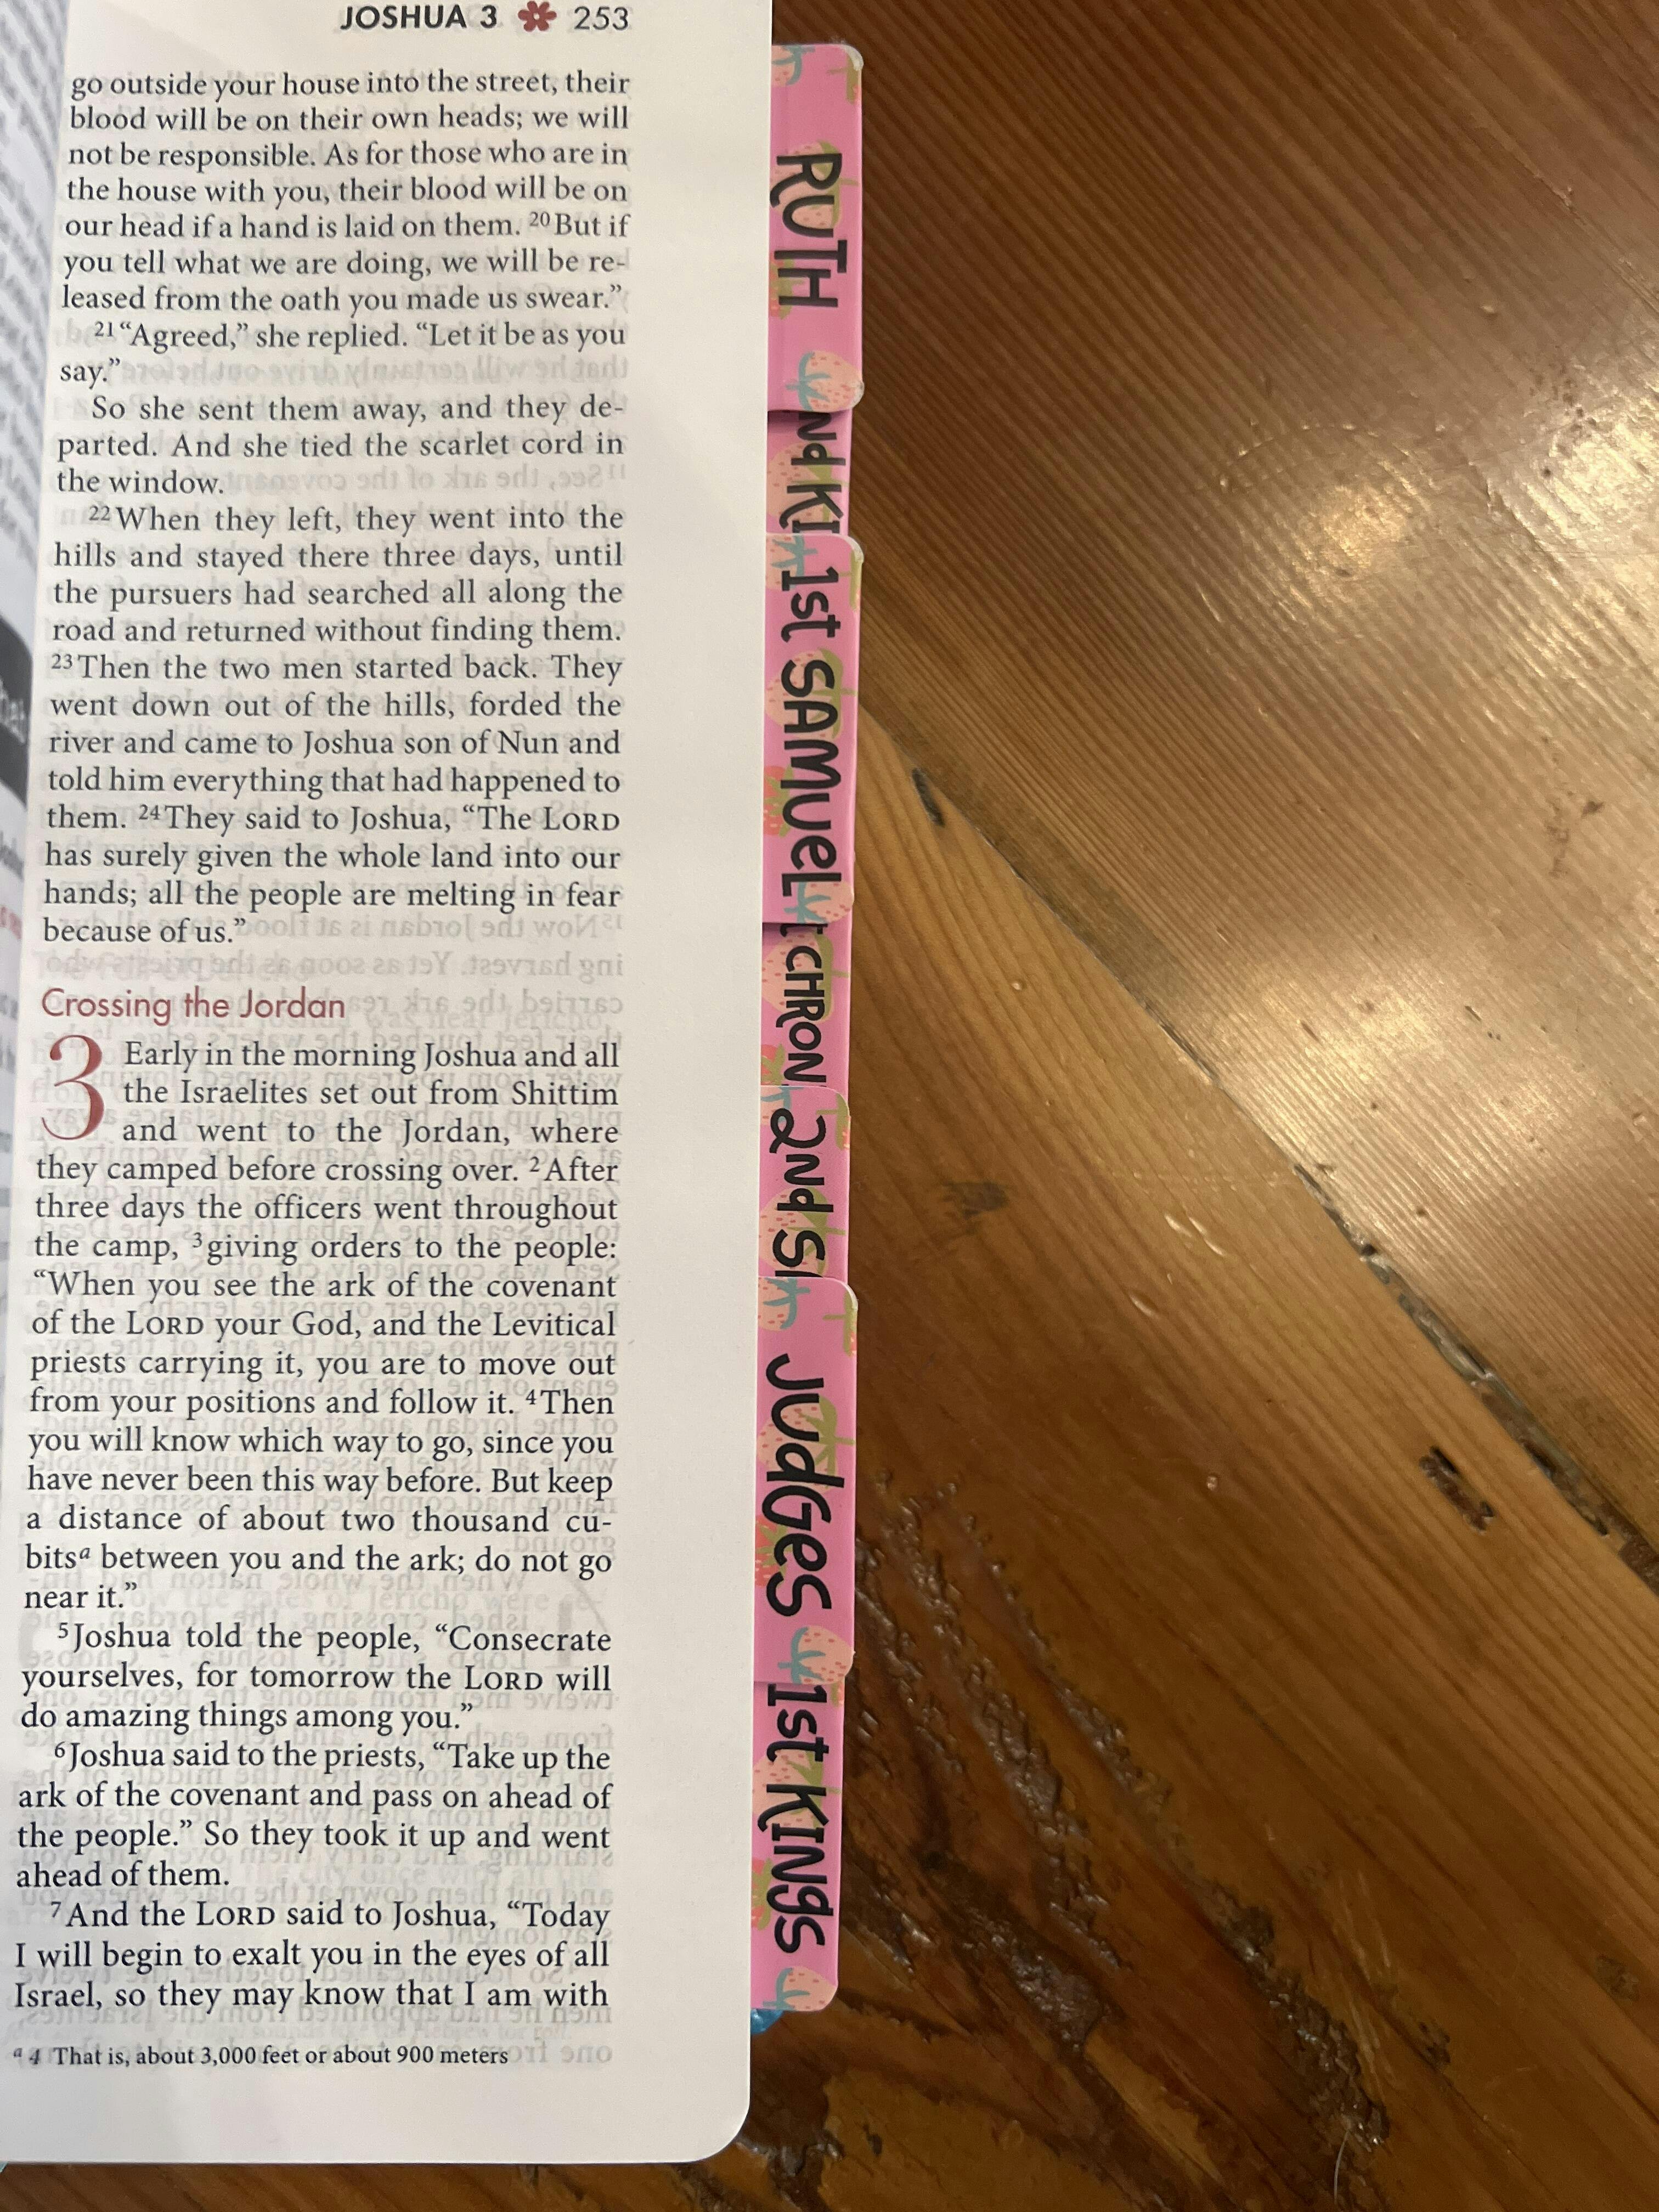 JOSHUA 3 253
go outside your house into the street, their
blood will be on their own heads; we will
not be responsible. As for those who are in
the house with you, their blood will be on
our head if a hand is laid on them. 20 But if
you tell what we are doing, we will be re-
leased from the oath you made us swear.”
21 “Agreed,” she replied. “Let it be as you
say.”
So she sent them away, and they de-
parted. And she tied the scarlet cord in
the window.
22 When they left, they went into the
hills and stayed there three days, until
the pursuers had searched all along the
road and returned without finding them.
23 Then the two men started back. They
went down out of the hills, forded the
river and came to Joshua son of Nun and
told him everything that had happened to
them. 24 They said to Joshua, “The LORD
has surely given the whole land into our
hands; all the people are melting in fear
because of us.”
Crossing the Jordan
3 Early in the morning Joshua and all
the Israelites set out from Shittim
and went to the Jordan, where
they camped before crossing over. 2 After
three days the officers went throughout
the camp, 3 giving orders to the people:
“When you see the ark of the covenant
of the LORD your God, and the Levitical
priests carrying it, you are to move out
from your positions and follow it. 4 Then
you will know which way to go, since you
have never been this way before. But keep
a distance of about two thousand cu-
bits a between you and the ark; do not go
near it.”
5 Joshua told the people, “Consecrate
yourselves, for tomorrow the LORD will
do amazing things among you.”
6 Joshua said to the priests, “Take up the
ark of the covenant and pass on ahead of
the people.” So they took it up and went
ahead of them.
7 And the LORD said to Joshua, “Today
I will begin to exalt you in the eyes of all
Israel, so they may know that I am with
a 4 That is, about 3,000 feet or about 900 meters
RUTH
Nd KI
1st SAMUeL
CHRON
2Nd S
JUdGeS
1st KINgS